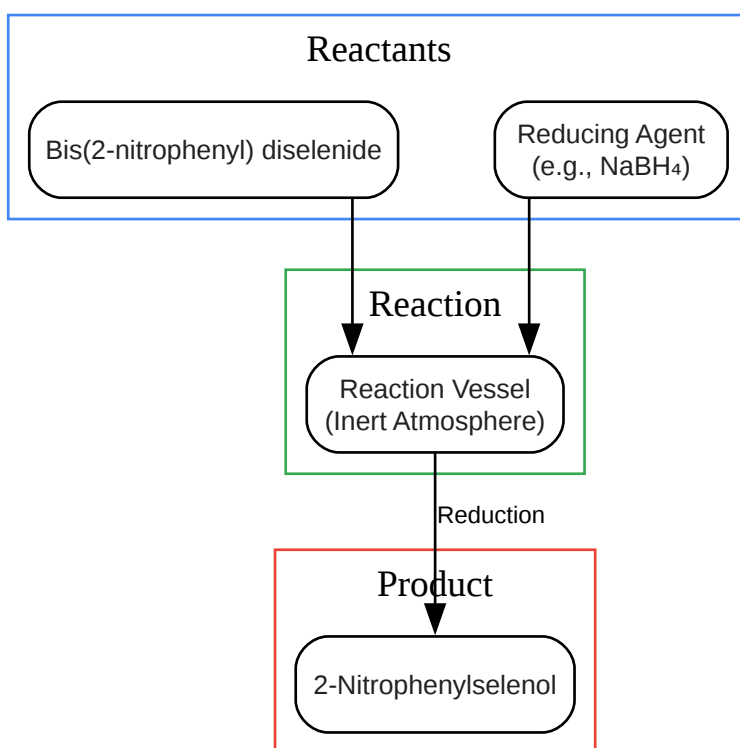 Reactants
Bis(2-nitrophenyl) diselenide
Reducing Agent
(e.g., NaBH₄)
Reaction
Reaction Vessel
(Inert Atmosphere)
Reduction
Product
2-Nitrophenylselenol